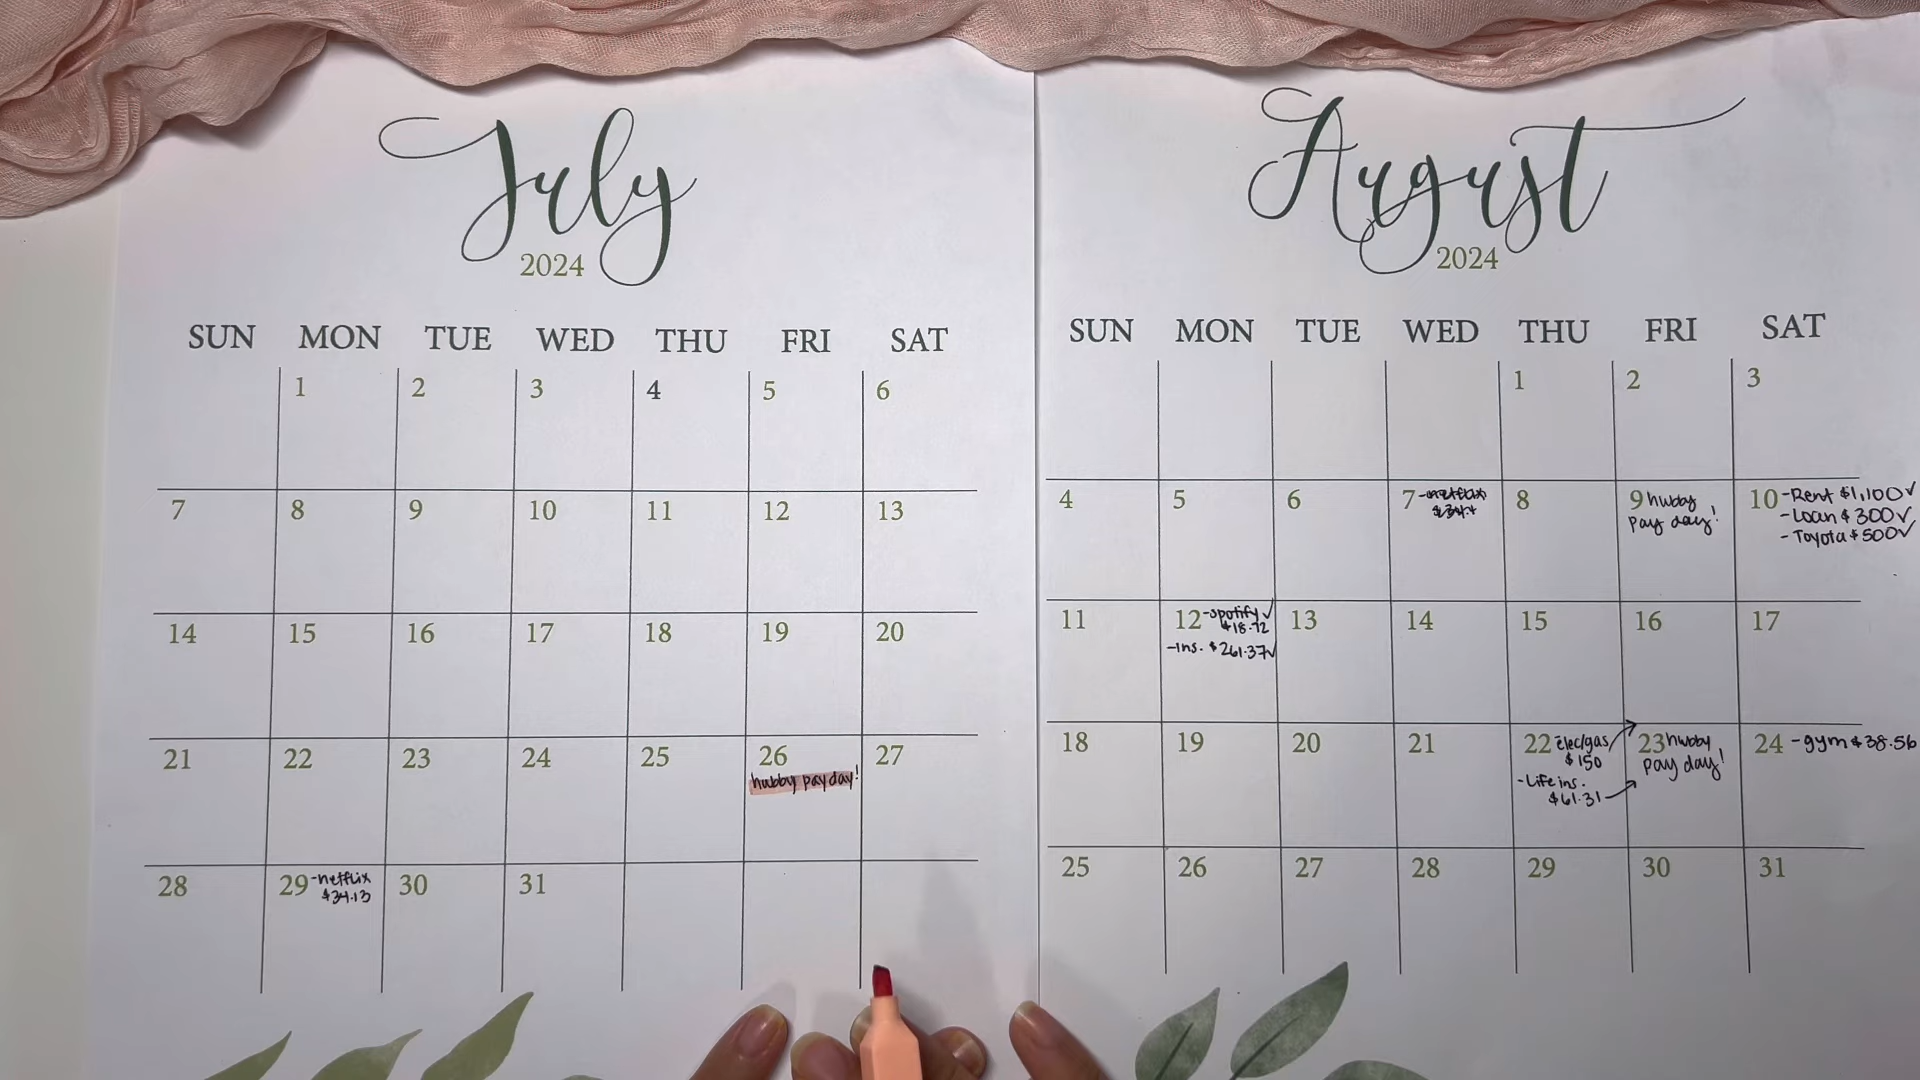 July
2024
SUN MON TUE WED THU FRI SAT
1 2 3 4 5 6
7 8 9 10 11 12 13
14 15 16 17 18 19 20
21 22 23 24 25 26 27
hubby pay day!
28 29 -netflix 30 31
$34.13
August
2024
SUN MON TUE WED THU FRI SAT
1 2 3
4 5 6 7 8 9 hubby
pay day!
10 -Rent $1,100✓
-Loan $300✓
-Toyota $500✓
11 12 -spotify✓ 13 14 15 16 17
$18.72
-Ins. $261.37✓
18 19 20 21 22 elec/gas
$150
-Life ins.
$61.31
23 hubby
pay day!
24 -gym $38.56
25 26 27 28 29 30 31